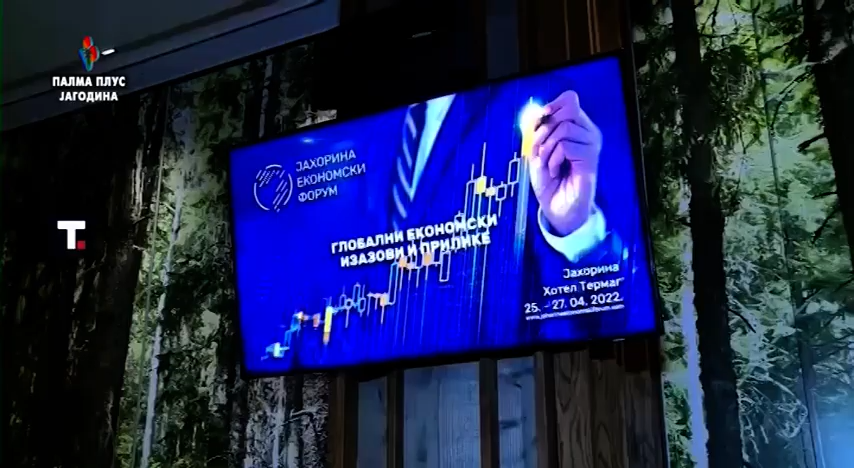 ПАЛМА ПЛУС
ЈАГОДИНА
Т.
ЈАХОРИНА
ЕКОНОМСКИ
ФОРУМ
ГЛОБАЛНИ ЕКОНОМСКИ
ИЗАЗОВИ И ПРИЛИКЕ
Јахорина
Хотел Термаг
25. - 27. 04. 2022.